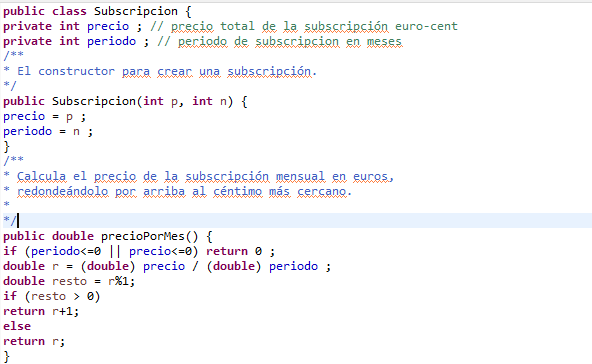 public class Subscripcion {
private int precio ; // precio total de la subscripción euro-cent
private int periodo ; // periodo de subscripcion en meses
/**
* El constructor para crear una subscripción.
*/
public Subscripcion(int p, int n) {
precio = p ;
periodo = n ;
}
/**
* Calcula el precio de la subscripción mensual en euros,
* redondeándolo por arriba al céntimo más cercano.
*
*/
public double precioPorMes() {
if (periodo<=0 || precio<=0) return 0 ;
double r = (double) precio / (double) periodo ;
double resto = r%1;
if (resto > 0)
return r+1;
else
return r;
}